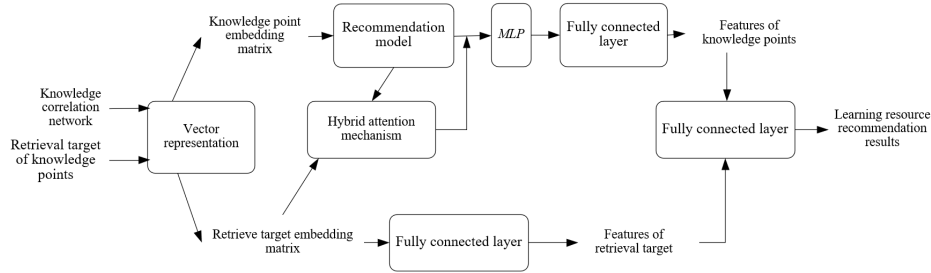 Knowledge point
embedding matrix
Recommendation
model
MLP
Fully connected
layer
Features of
knowledge points
Knowledge
correlation
network
Retrieval target
of knowledge
points
Vector
representation
Hybrid attention
mechanism
Fully connected layer
Learning resource
recommendation
results
Retrieve target embedding
matrix
Fully connected layer
Features of
retrieval target